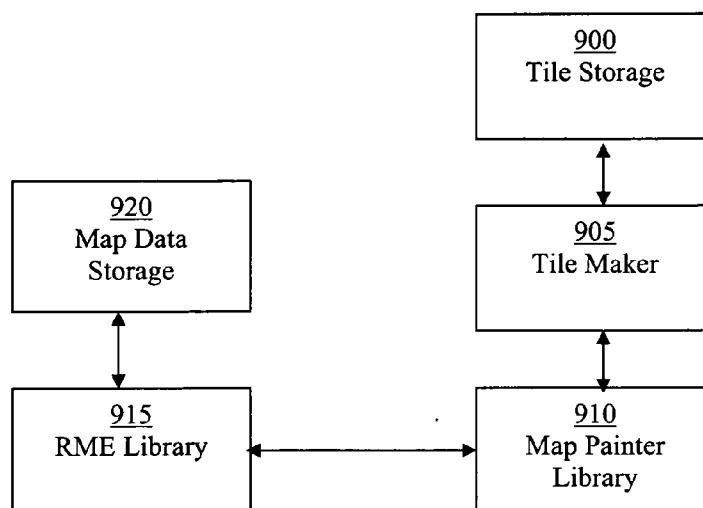 900
Tile Storage
920
Map Data
Storage
905
Tile Maker
915
RME Library
910
Map Painter
Library